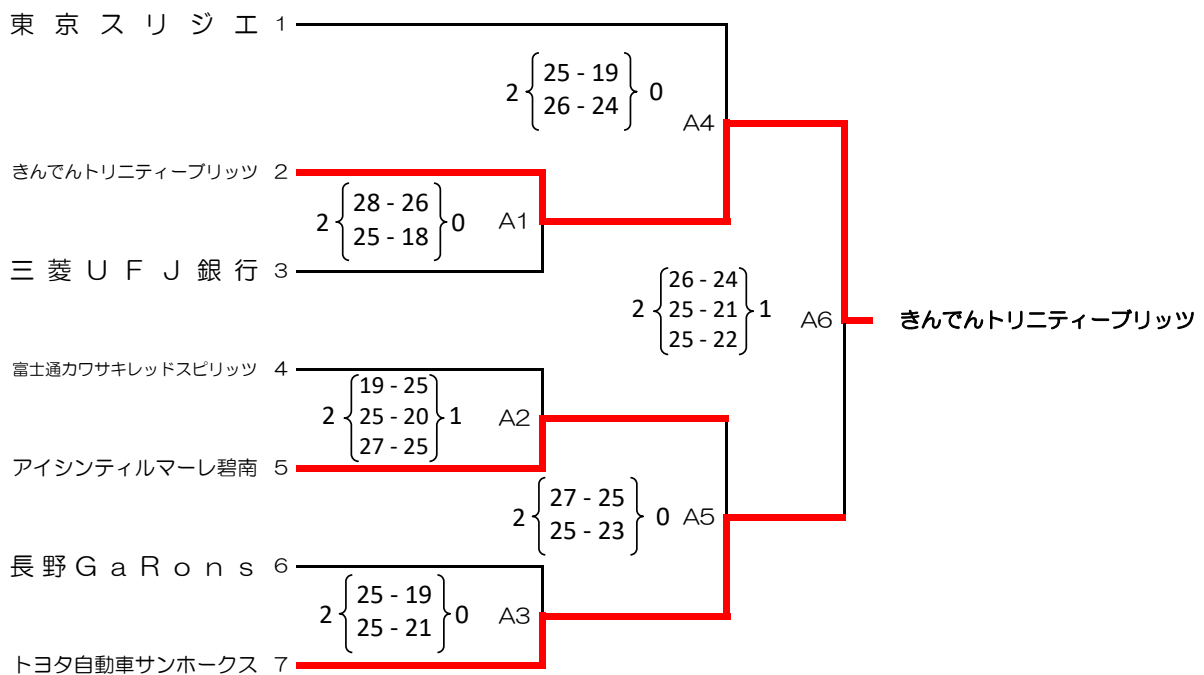 東京スリジエ 1
2 { 25 - 19 } 0
26 - 24
A4
きんでんトリニティーブリッツ 2
2 { 28 - 26 } 0
25 - 18
A1
三菱UFJ銀行 3
2 { 26 - 24 } 1
25 - 21
25 - 22
A6
きんでんトリニティーブリッツ
富士通カワサキレッドスピリッツ 4
2 { 19 - 25 } 1
25 - 20
27 - 25
A2
アイシンティルマーレ碧南 5
2 { 27 - 25 } 0
25 - 23
A5
長野GaRons 6
2 { 25 - 19 } 0
25 - 21
A3
トヨタ自動車サンホークス 7